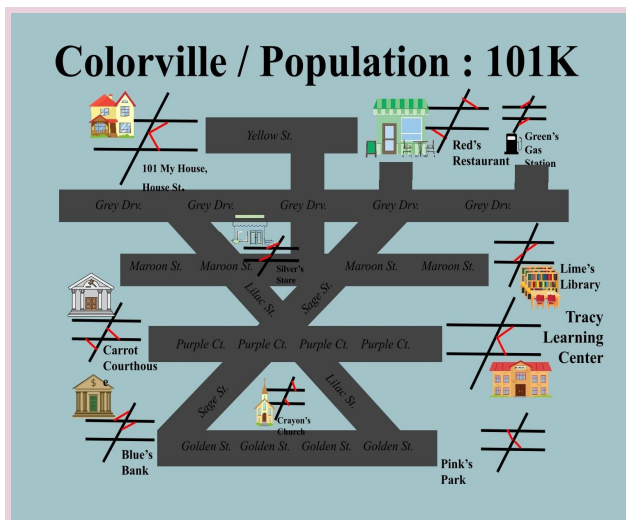 Colorville / Population : 101K
Yellow St.
Red's
Restaurant
Green's
Gas
Station
101 My House,
House St.
Grey Drv. Grey Drv. Grey Drv. Grey Drv. Grey Drv.
Maroon St. Maroon St. Maroon St. Maroon St.
Silver's
Store
Lime's
Library
Lilac St. Sage St.
Carrot
Courthous
e
Purple Ct. Purple Ct. Purple Ct. Purple Ct.
Tracy
Learning
Center
$
Sage St. Lilac St.
Crayon's
Church
Blue's
Bank
Golden St. Golden St. Golden St. Golden St.
Pink's
Park